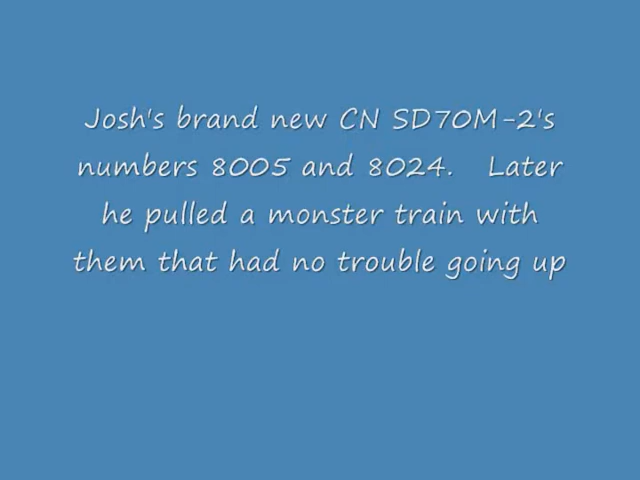 Josh's brand new CN SD70M-2's
numbers 8005 and 8024. Later
he pulled a monster train with
them that had no trouble going up